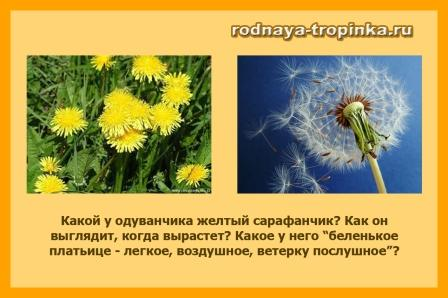 rodnaya-tropinka.ru
Какой у одуванчика желтый сарафанчик? Как он
выглядит, когда вырастет? Какое у него “беленькое
платьице - легкое, воздушное, ветерку послушное”?